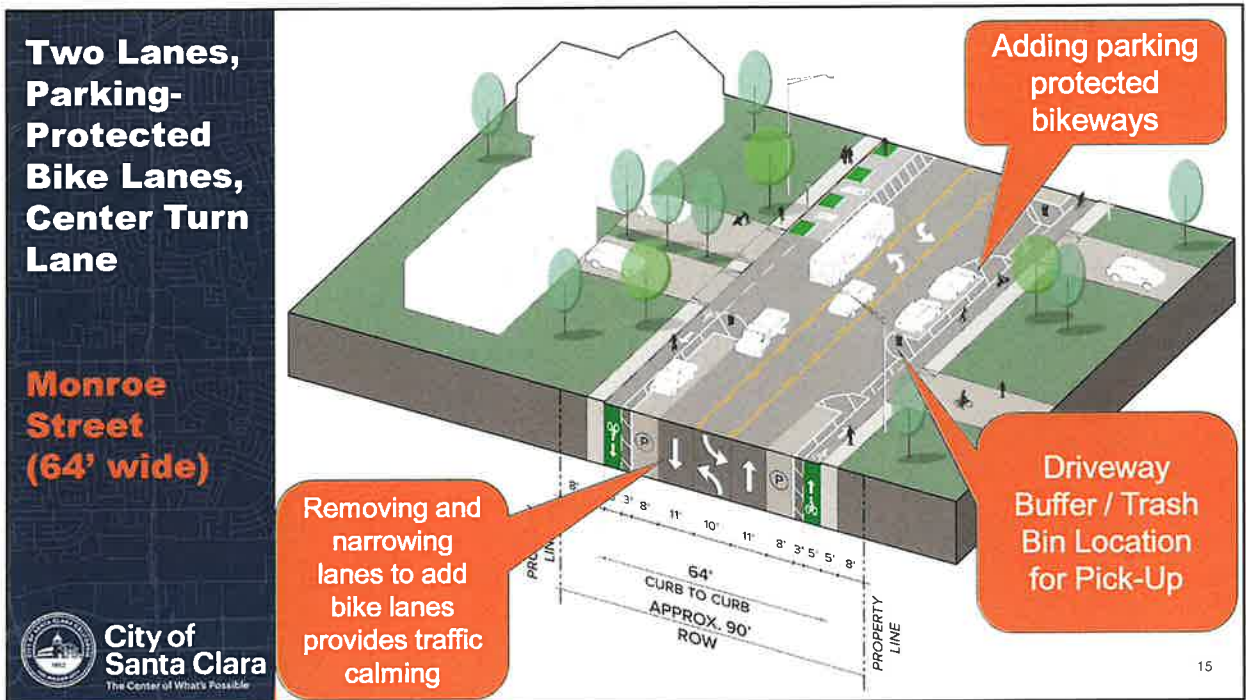 Two Lanes,
Parking-
Protected
Bike Lanes,
Center Turn
Lane
Monroe
Street
(64' wide)
City of
Santa Clara
The Center of What's Possible
Adding parking
protected
bikeways
Driveway
Buffer / Trash
Bin Location
for Pick-Up
Removing and
narrowing
lanes to add
bike lanes
provides traffic
calming
P
P
8' 3' 8' 11' 10' 11' 8' 3' 5' 5' 8'
64'
CURB TO CURB
APPROX. 90'
ROW
LINE
PROPERTY
LINE
15